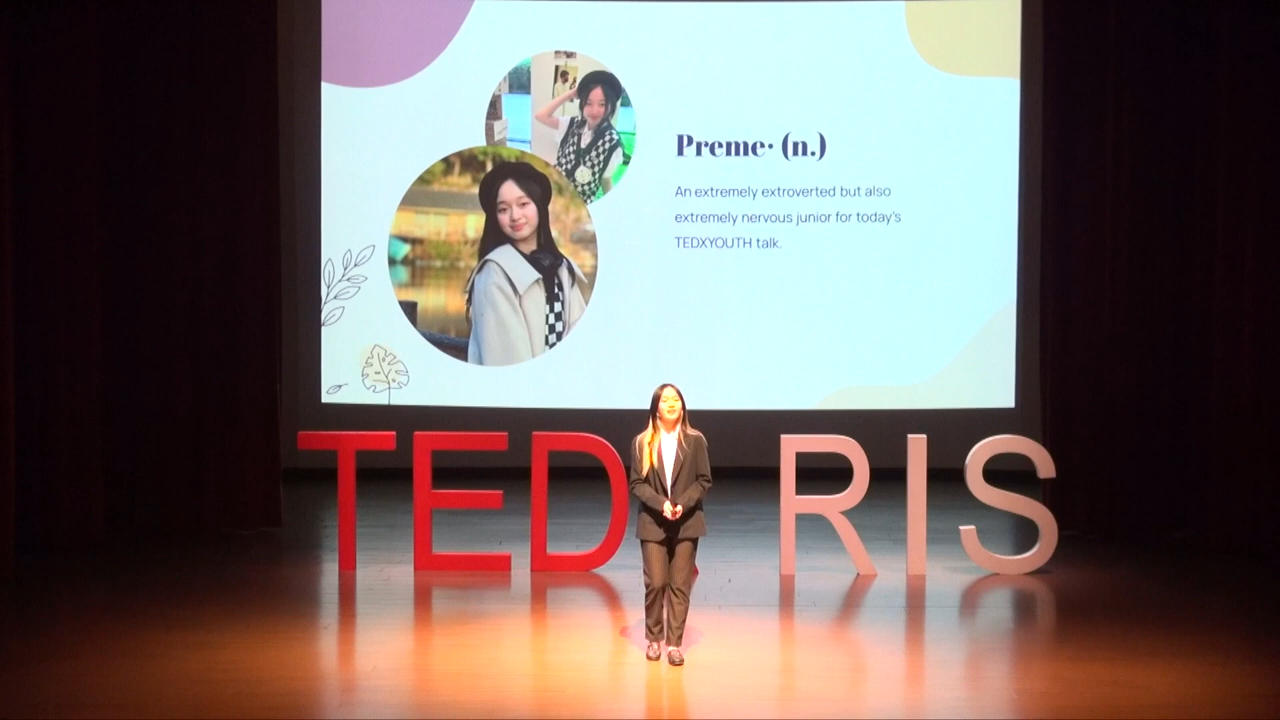 Preme· (n.)
An extremely extroverted but also
extremely nervous junior for today's
TEDXYOUTH talk.
TED RIS